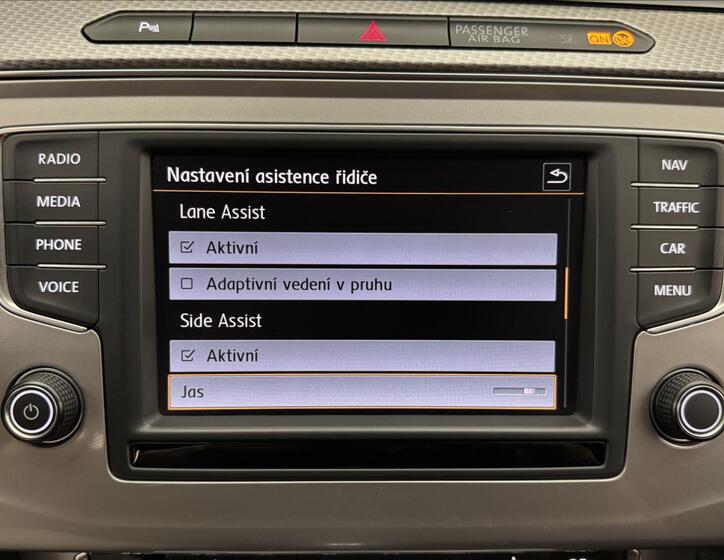 PASSENGER
AIR BAG
ON
RADIO
MEDIA
PHONE
VOICE
Nastavení asistence řidiče
Lane Assist
Aktivní
Adaptivní vedení v pruhu
Side Assist
Aktivní
Jas
NAV
TRAFFIC
CAR
MENU